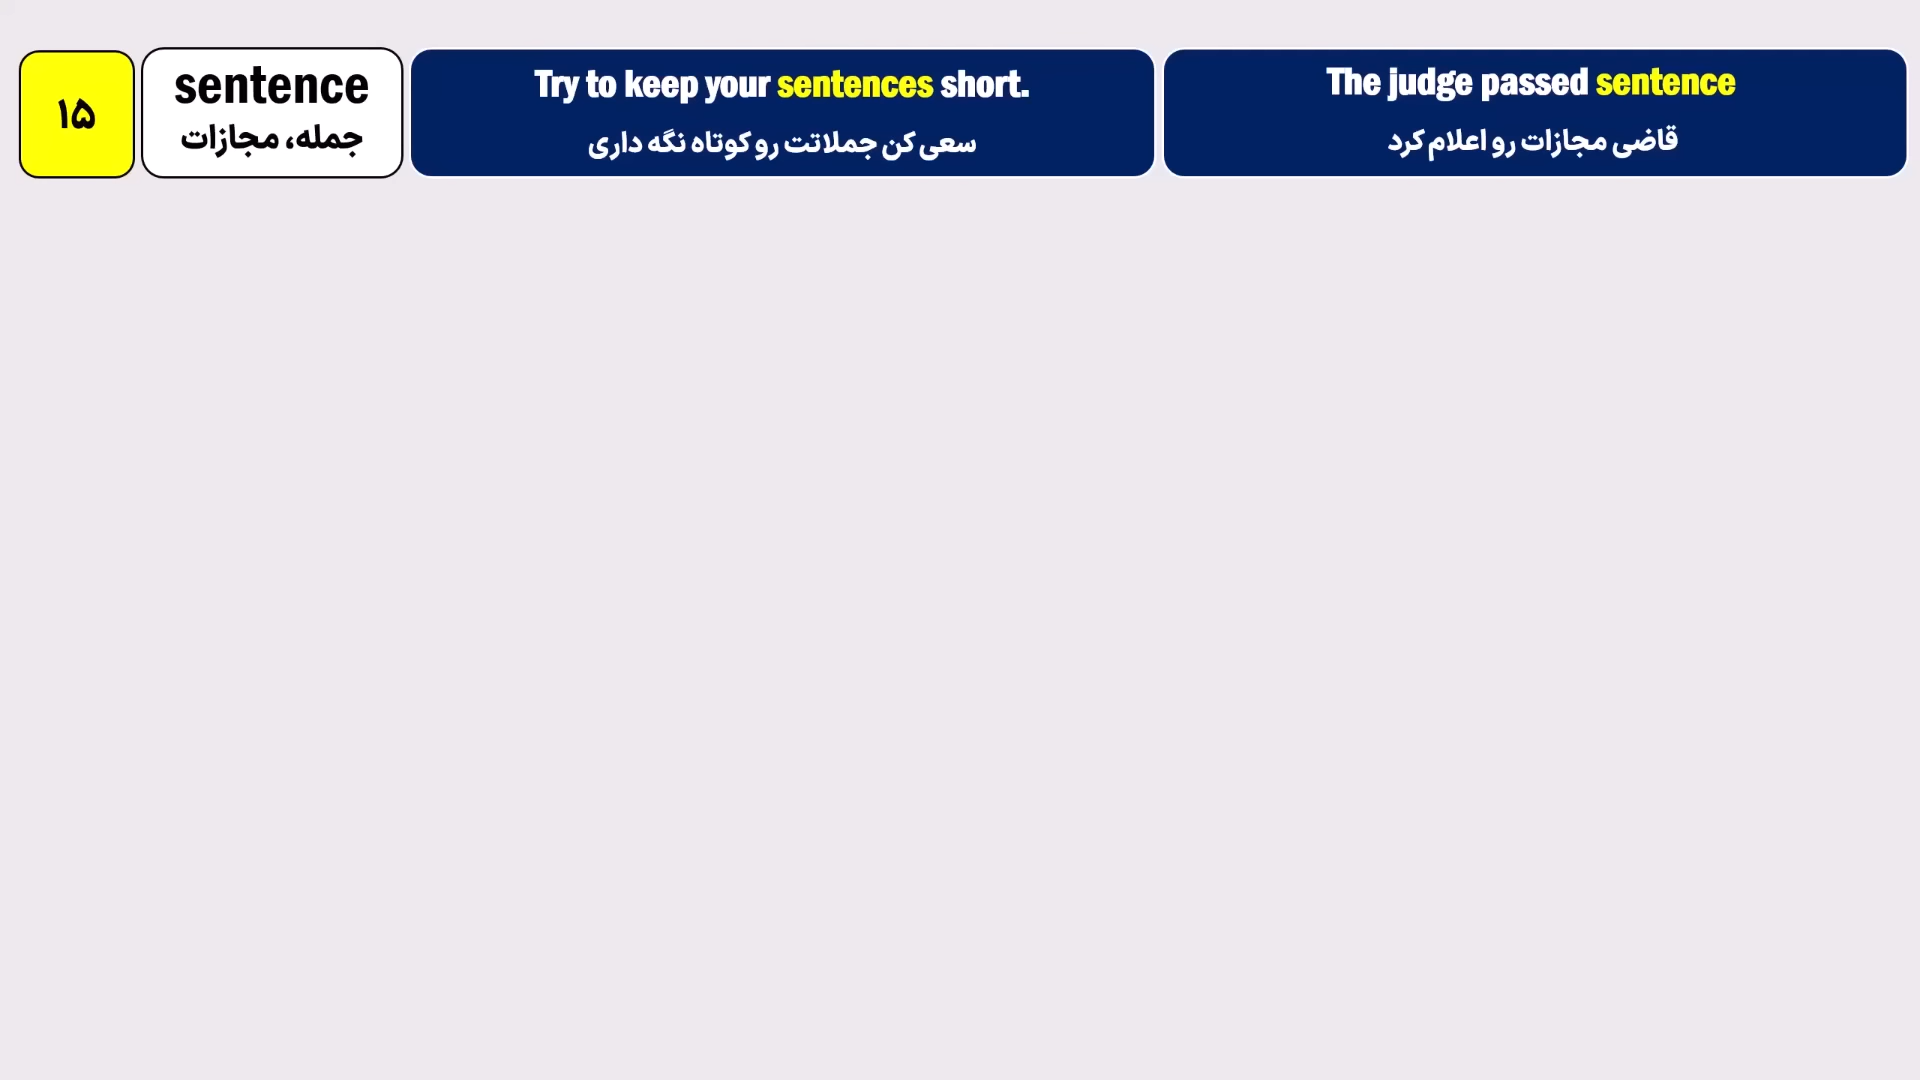 ۱۵
sentence
جمله، مجازات
Try to keep your sentences short.
سعی کن جملاتت رو کوتاه نگه داری
The judge passed sentence
قاضی مجازات رو اعلام کرد